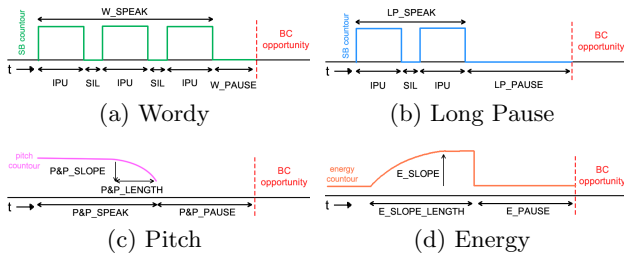 W_SPEAK
SB countour
BC
opportunity
t
IPU SIL IPU SIL IPU W_PAUSE
(a) Wordy
LP_SPEAK
SB countour
BC
opportunity
t
IPU SIL IPU LP_PAUSE
(b) Long Pause
pitch
countour
P&P_SLOPE
P&P_LENGTH
BC
opportunity
t
P&P_SPEAK P&P_PAUSE
(c) Pitch
energy
countour
E_SLOPE
BC
opportunity
t
E_SLOPE_LENGTH E_PAUSE
(d) Energy